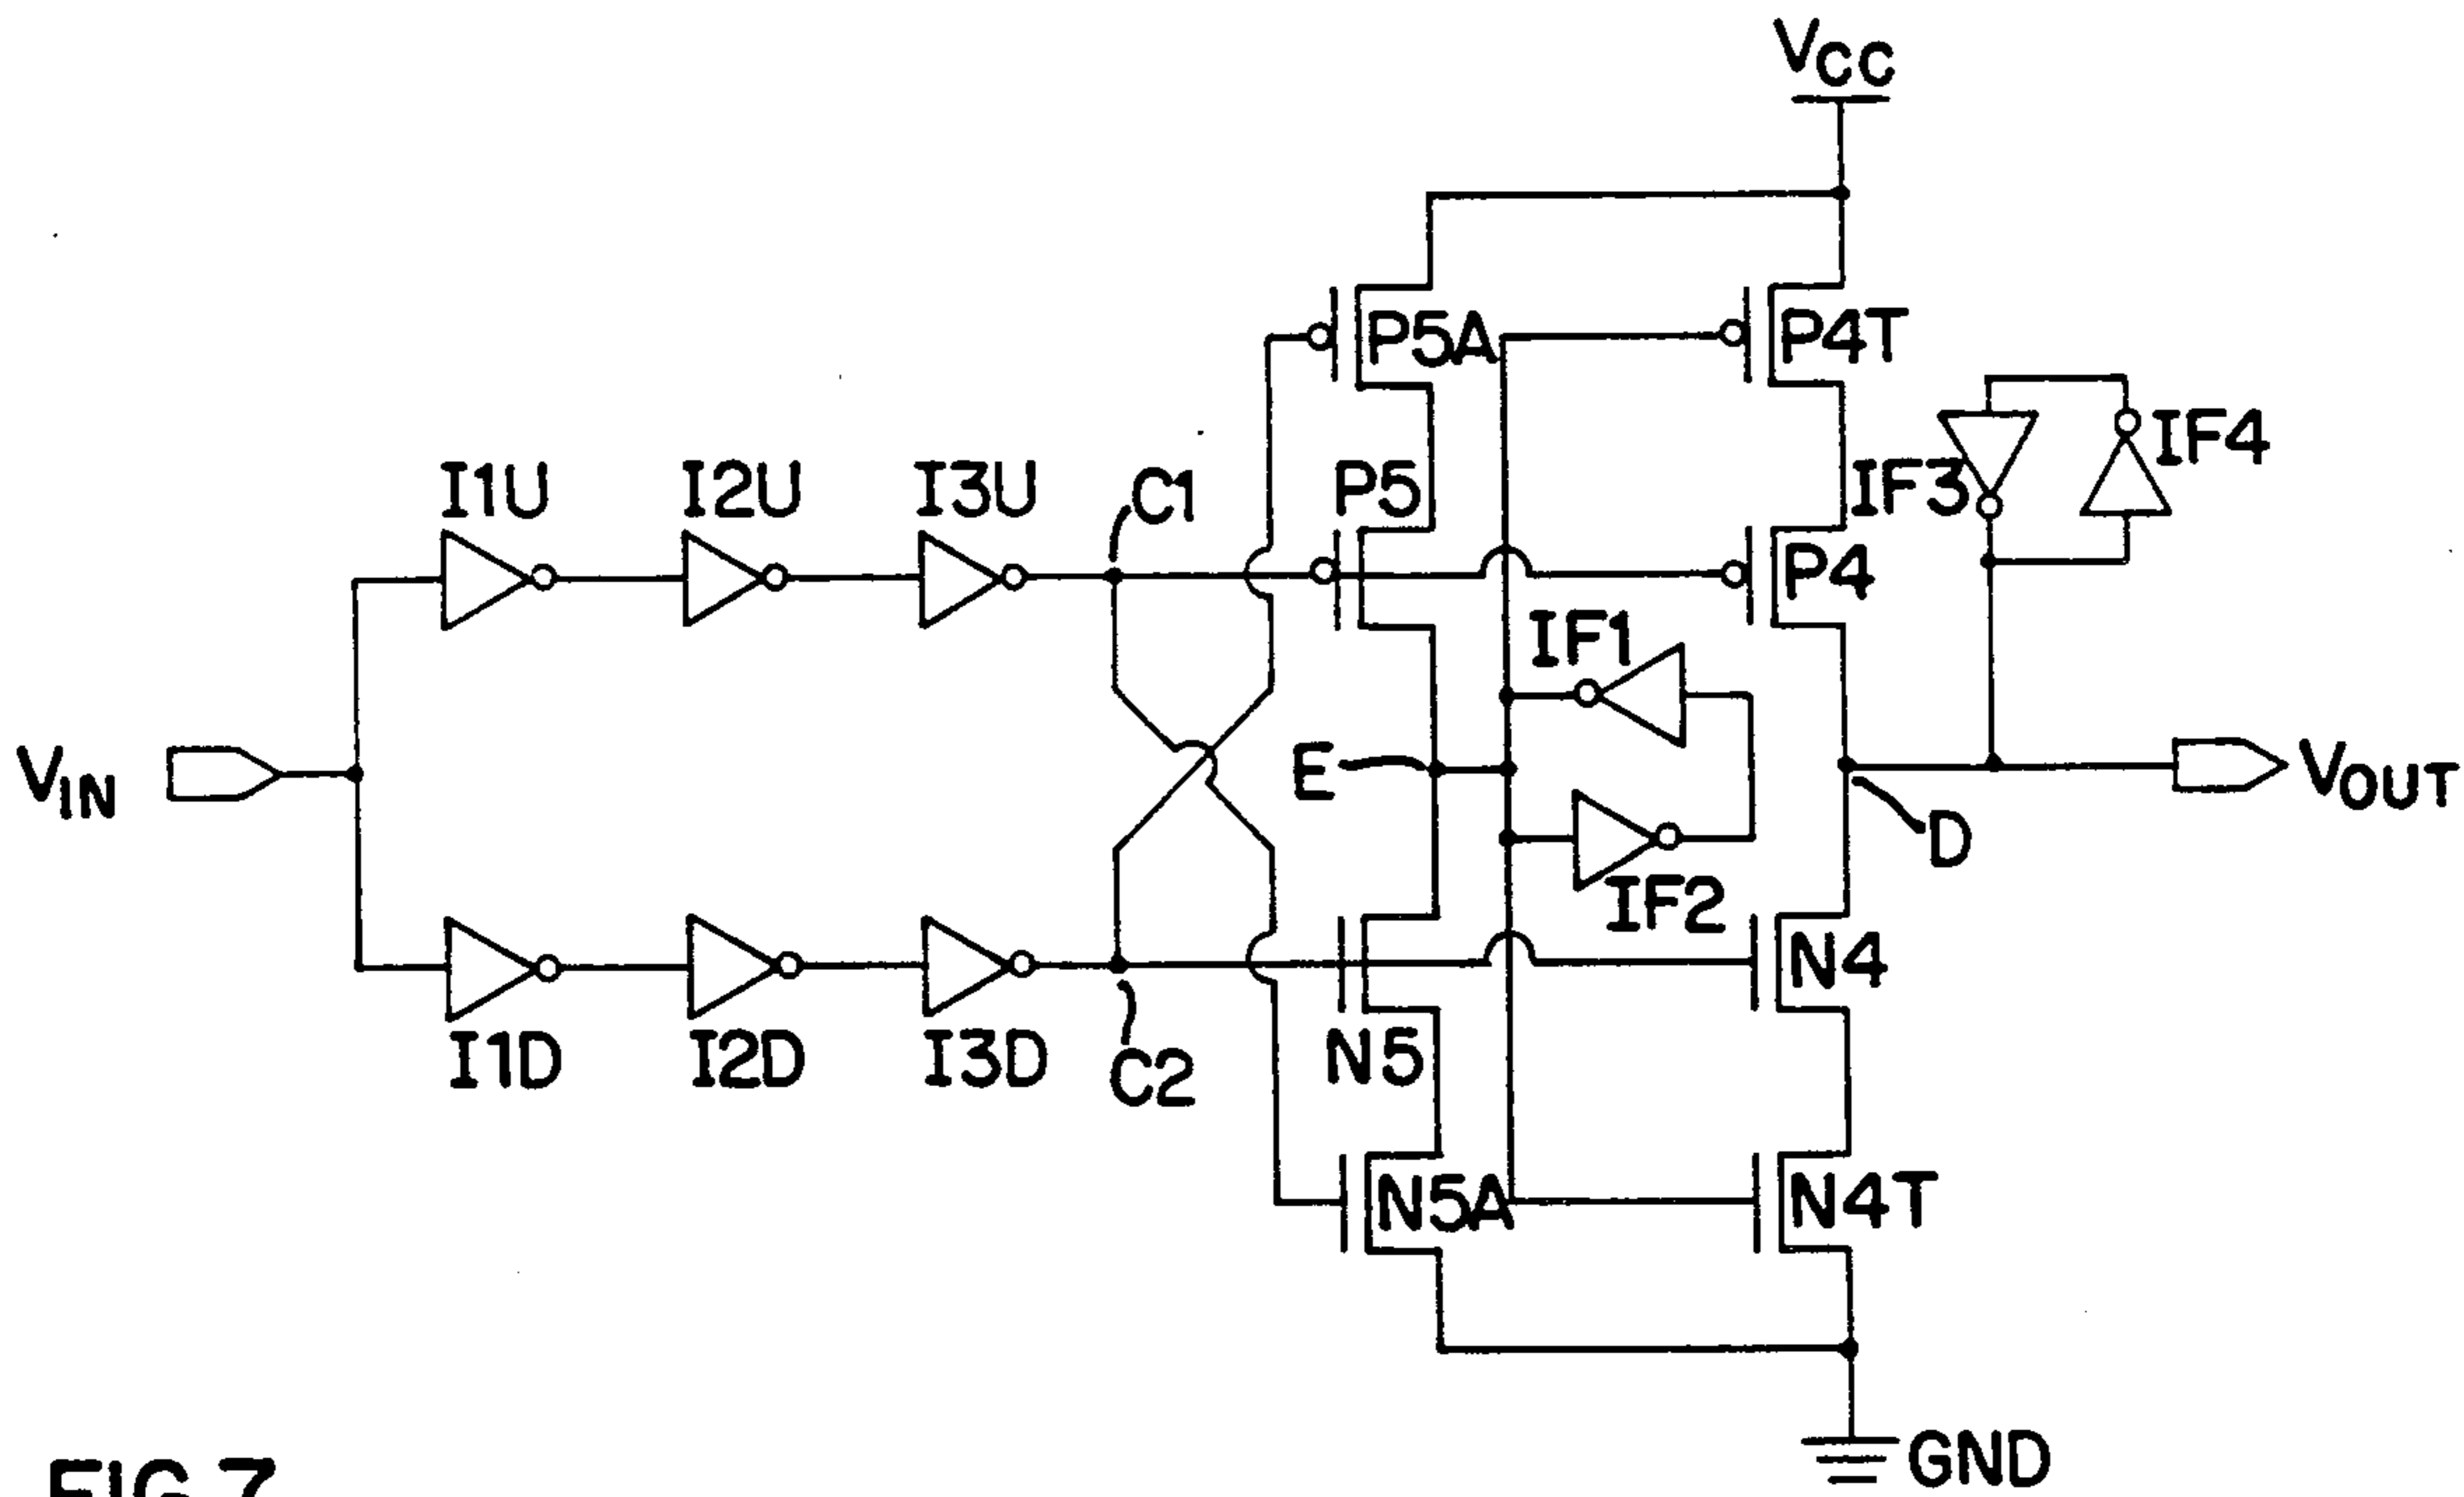 VCC
P5A
P4T
IF4
I1U
I2U
I3U
C1
P5
IF3
P4
IF1
VIN
E
VOUT
D
IF2
N4
I1D
I2D
I3D
C2
N5
N5A
N4T
GND
FIG.7